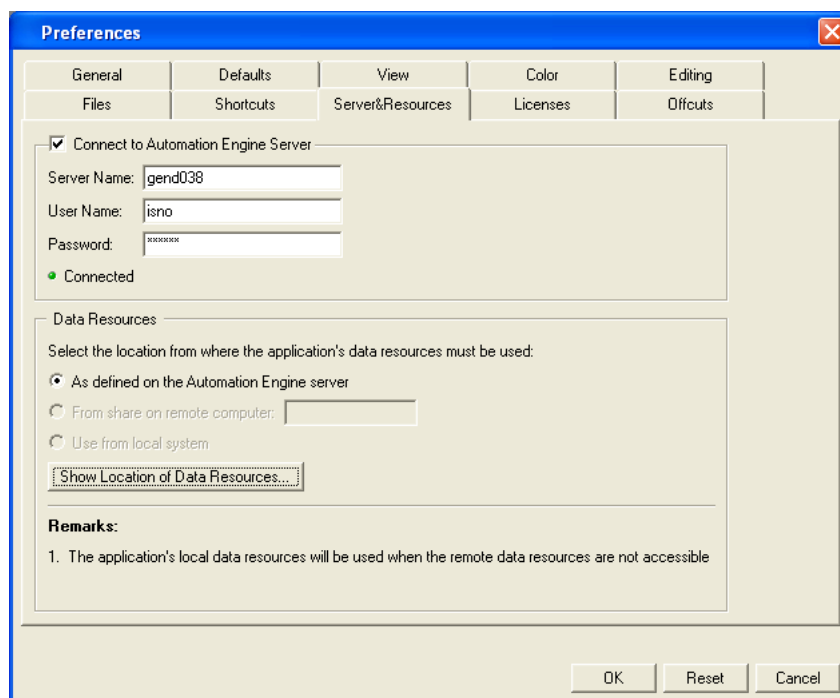 Preferences
General Defaults View Color Editing
Files Shortcuts Server&Resources Licenses Offcuts
Connect to Automation Engine Server
Server Name: gend038
User Name: isno
Password: ******
Connected
Data Resources
Select the location from where the application's data resources must be used:
As defined on the Automation Engine server
From share on remote computer:
Use from local system
Show Location of Data Resources...
Remarks:
1. The application's local data resources will be used when the remote data resources are not accessible
OK Reset Cancel